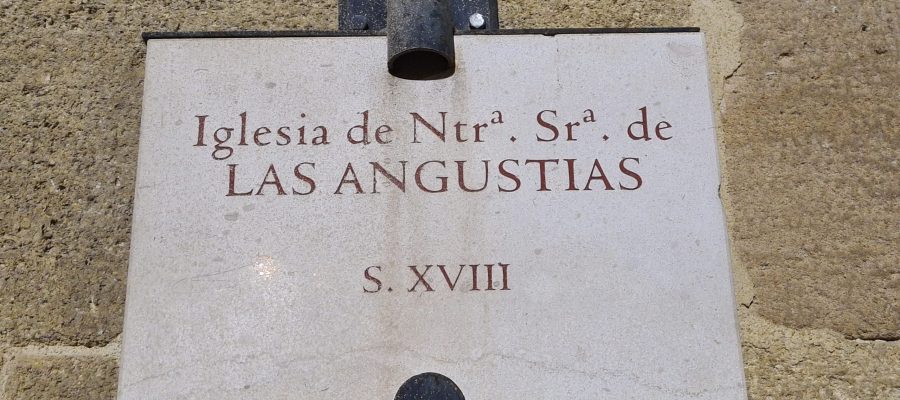 Iglesia de Ntrª. Srª. de
LAS ANGUSTIAS
S. XVIII